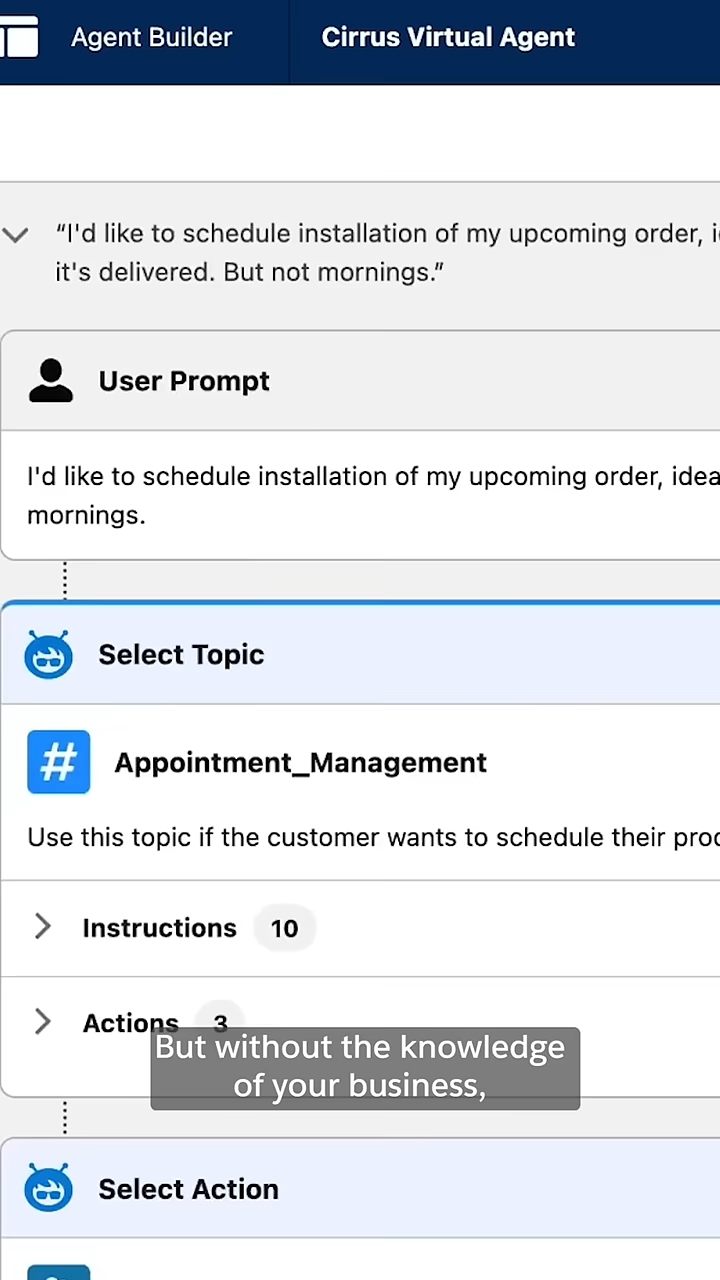 Agent Builder
Cirrus Virtual Agent
“I'd like to schedule installation of my upcoming order,
it's delivered. But not mornings.”
User Prompt
I'd like to schedule installation of my upcoming order,
mornings.
Select Topic
#
Appointment_Management
Use this topic if the customer wants to schedule their
Instructions 10
Actions 3
But without the knowledge
of your business,
Select Action